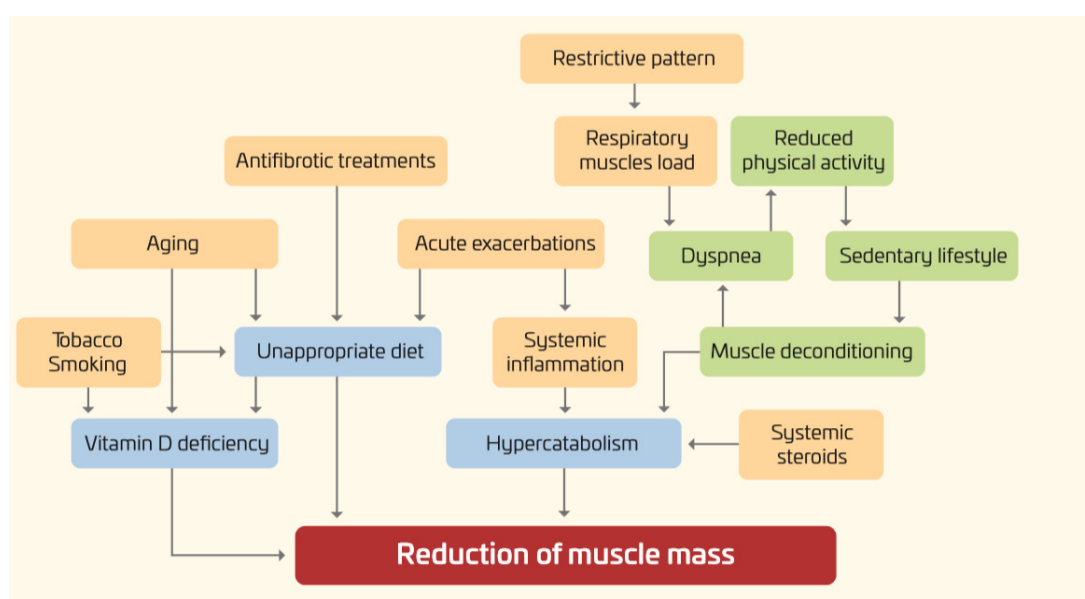 Restrictive pattern
Respiratory
muscles load
Reduced
physical activity
Antifibrotic treatments
Aging
Acute exacerbations
Dyspnea
Sedentary lifestyle
Tobacco
Smoking
Unappropriate diet
Systemic
inflammation
Muscle deconditioning
Vitamin D deficiency
Hypercatabolism
Systemic
steroids
Reduction of muscle mass